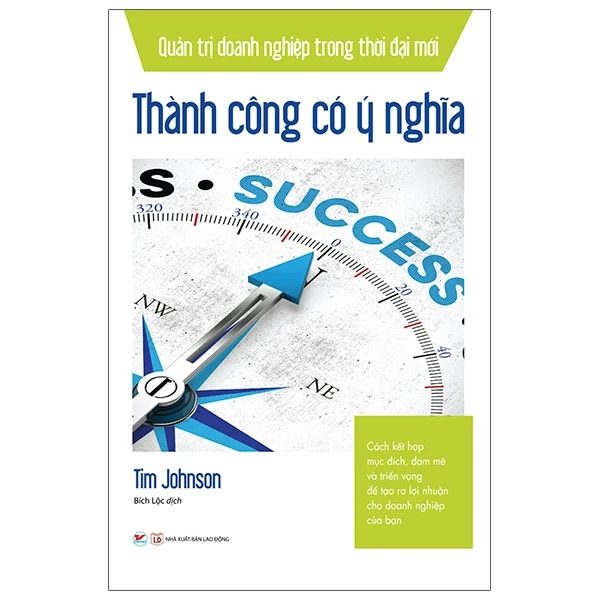 Quản trị doanh nghiệp trong thời đại mới
Thành công có ý nghĩa
SS • SUCCESS
320
340
0
20
40
NW
NE
Tim Johnson
Bích Lộc dịch
Cách kết hợp
mục đích, đam mê
và triển vọng
để tạo ra lợi nhuận
cho doanh nghiệp
của bạn
LĐ NHÀ XUẤT BẢN LAO ĐỘNG